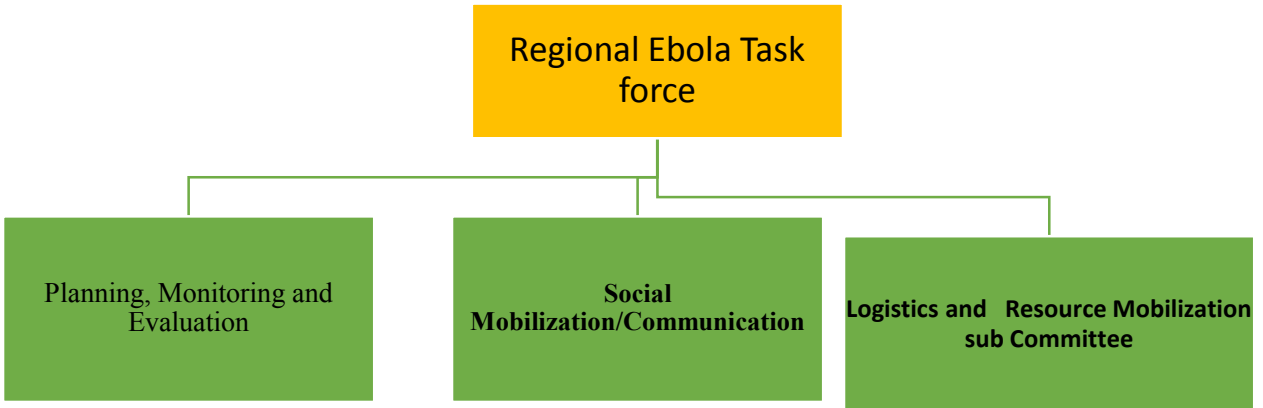 Regional Ebola Task
force
Planning, Monitoring and
Evaluation
Social
Mobilization/Communication
Logistics and   Resource Mobilization
sub Committee